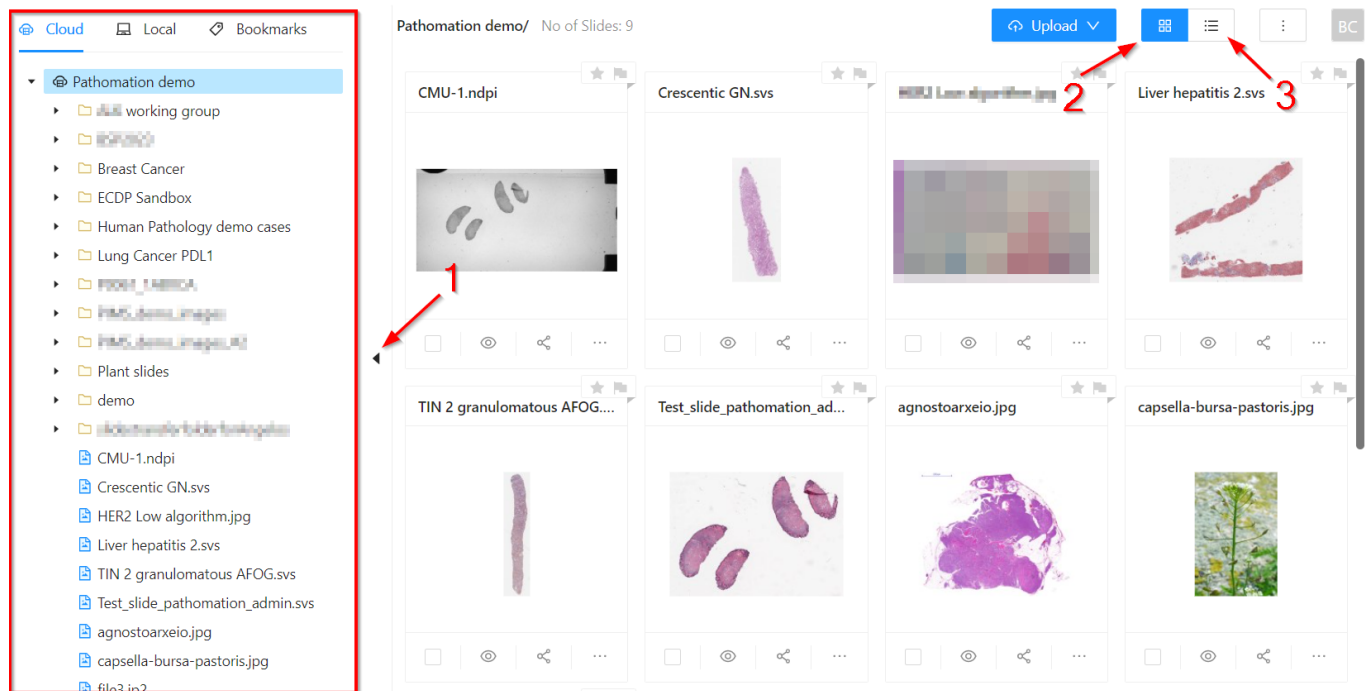 Cloud Local Bookmarks
Pathomation demo
working group
Breast Cancer
ECDP Sandbox
Human Pathology demo cases
Lung Cancer PDL1
Plant slides
demo
CMU-1.ndpi
Crescentic GN.svs
HER2 Low algorithm.jpg
Liver hepatitis 2.svs
TIN 2 granulomatous AFOG.svs
Test_slide_pathomation_admin.svs
agnostoarxeio.jpg
capsella-bursa-pastoris.jpg
file3.jp2
Pathomation demo/ No of Slides: 9
Upload
BC
CMU-1.ndpi
Crescentic GN.svs
2
Liver hepatitis 2.svs
3
1
TIN 2 granulomatous AFOG....
Test_slide_pathomation_ad...
agnostoarxeio.jpg
capsella-bursa-pastoris.jpg